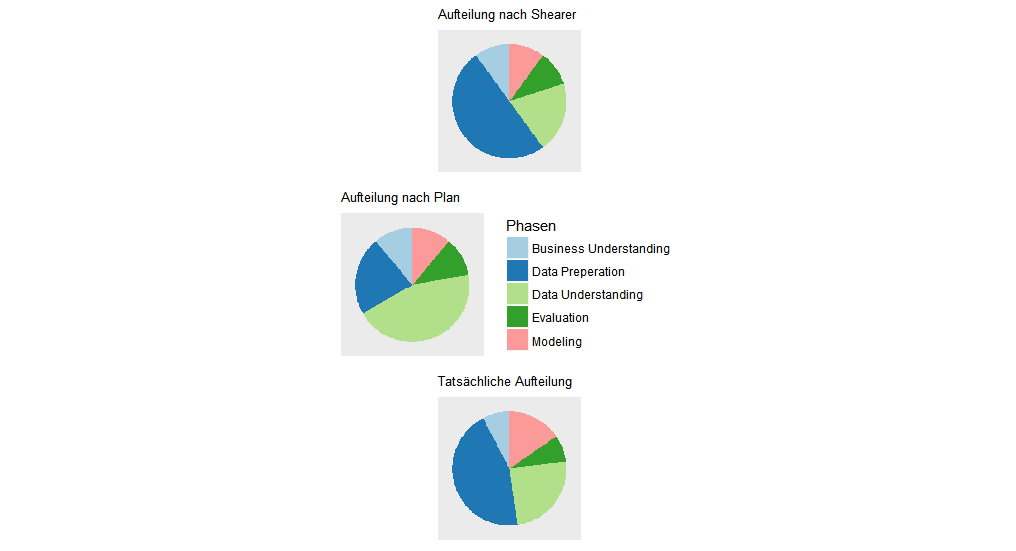 Aufteilung nach Shearer
Aufteilung nach Plan
Phasen
Business Understanding
Data Preperation
Data Understanding
Evaluation
Modeling
Tatsächliche Aufteilung